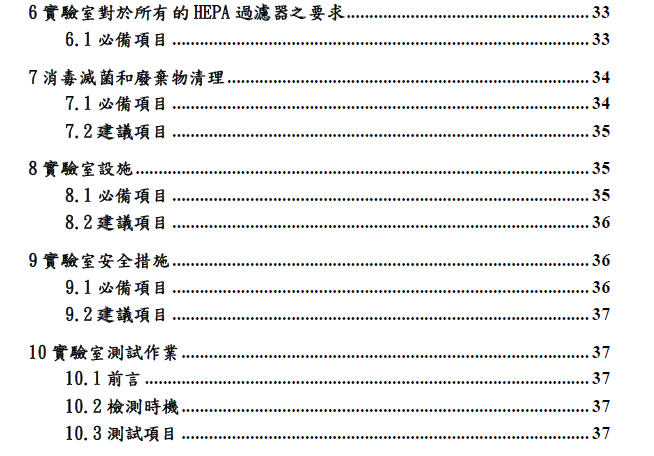 6 實驗室對於所有的 HEPA 過濾器之要求........................................33
6.1 必備項目........................................33
7 消毒滅菌和廢棄物清理........................................34
7.1 必備項目........................................34
7.2 建議項目........................................35
8 實驗室設施........................................35
8.1 必備項目........................................35
8.2 建議項目........................................36
9 實驗室安全措施........................................36
9.1 必備項目........................................36
9.2 建議項目........................................37
10 實驗室測試作業........................................37
10.1 前言........................................37
10.2 檢測時機........................................37
10.3 測試項目........................................37